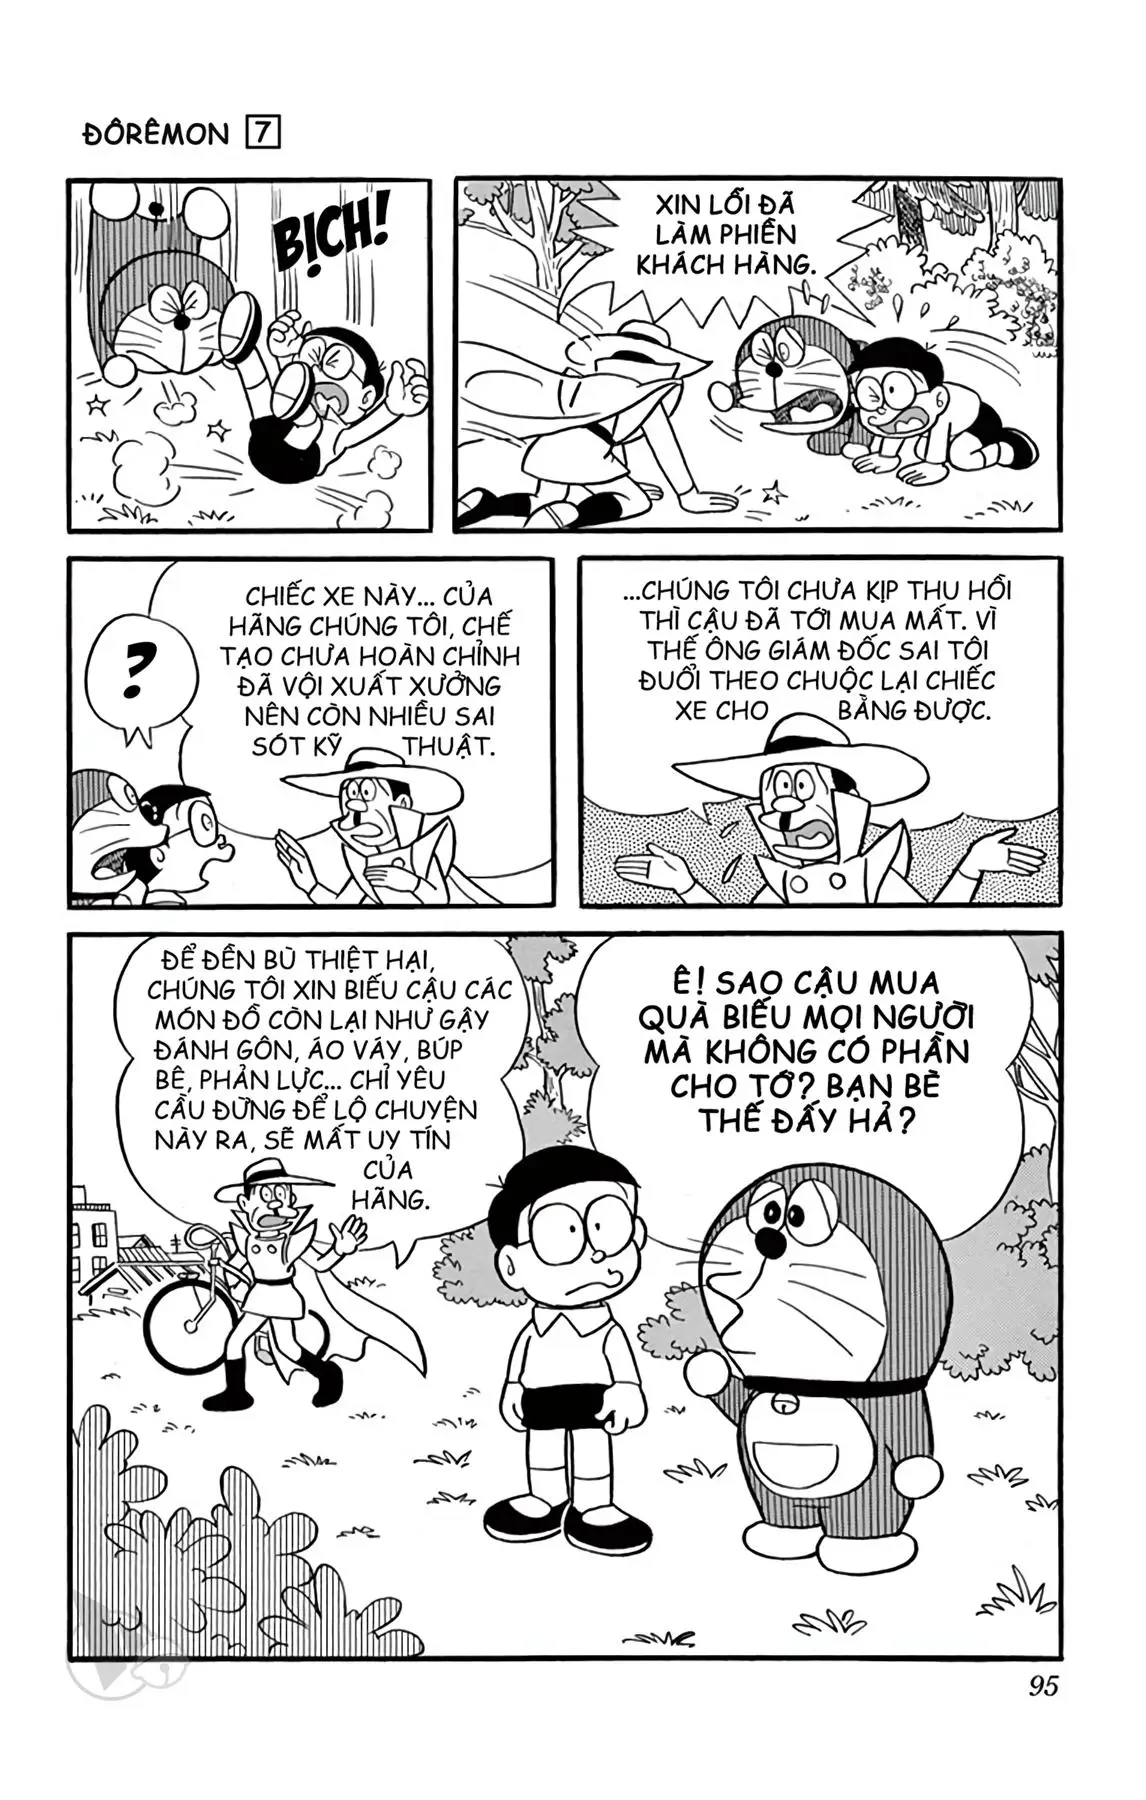 ĐÔRÊMON 7
BỊCH!
XIN LỖI ĐÃ
LÀM PHIỀN
KHÁCH HÀNG.
?
CHIẾC XE NÀY... CỦA
HÃNG CHÚNG TÔI, CHẾ
TẠO CHƯA HOÀN CHỈNH
ĐÃ VỘI XUẤT XƯỞNG
NÊN CÒN NHIỀU SAI
SÓT KỸ THUẬT.
...CHÚNG TÔI CHƯA KỊP THU HỒI
THÌ CẬU ĐÃ TỚI MUA MẤT. VÌ
THẾ ÔNG GIÁM ĐỐC SAI TÔI
ĐUỔI THEO CHUỘC LẠI CHIẾC
XE CHO BẰNG ĐƯỢC.
ĐỂ ĐỀN BÙ THIỆT HẠI,
CHÚNG TÔI XIN BIẾU CẬU CÁC
MÓN ĐỒ CÒN LẠI NHƯ GẬY
ĐÁNH GÔN, ÁO VÁY, BÚP
BÊ, PHẢN LỰC... CHỈ YÊU
CẦU ĐỪNG ĐỂ LỘ CHUYỆN
NÀY RA, SẼ MẤT UY TÍN
CỦA
HÃNG.
Ê! SAO CẬU MUA
QUÀ BIẾU MỌI NGƯỜI
MÀ KHÔNG CÓ PHẦN
CHO TỚ? BẠN BÈ
THẾ ĐẤY HẢ?
95